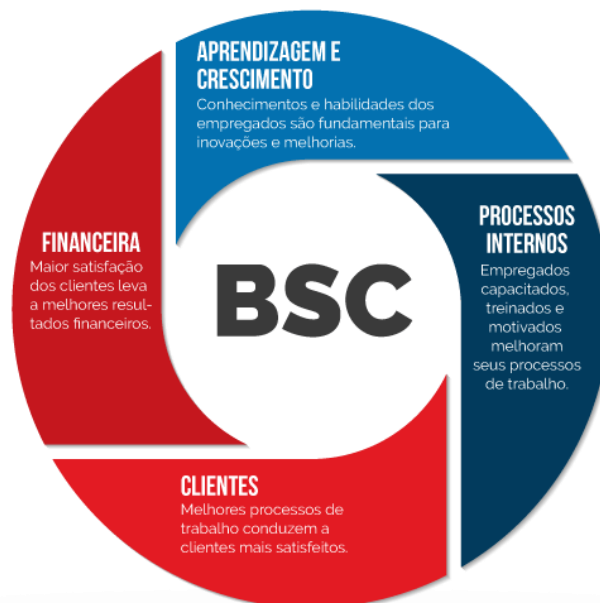 APRENDIZAGEM E
CRESCIMENTO
Conhecimentos e habilidades dos
empregados são fundamentais para
inovações e melhorias.
PROCESSOS
INTERNOS
Empregados
capacitados,
treinados e
motivados
melhoram
seus processos
de trabalho.
FINANCEIRA
Maior satisfação
dos clientes leva
a melhores resul-
tados financeiros.
BSC
CLIENTES
Melhores processos de
trabalho conduzem a
clientes mais satisfeitos.